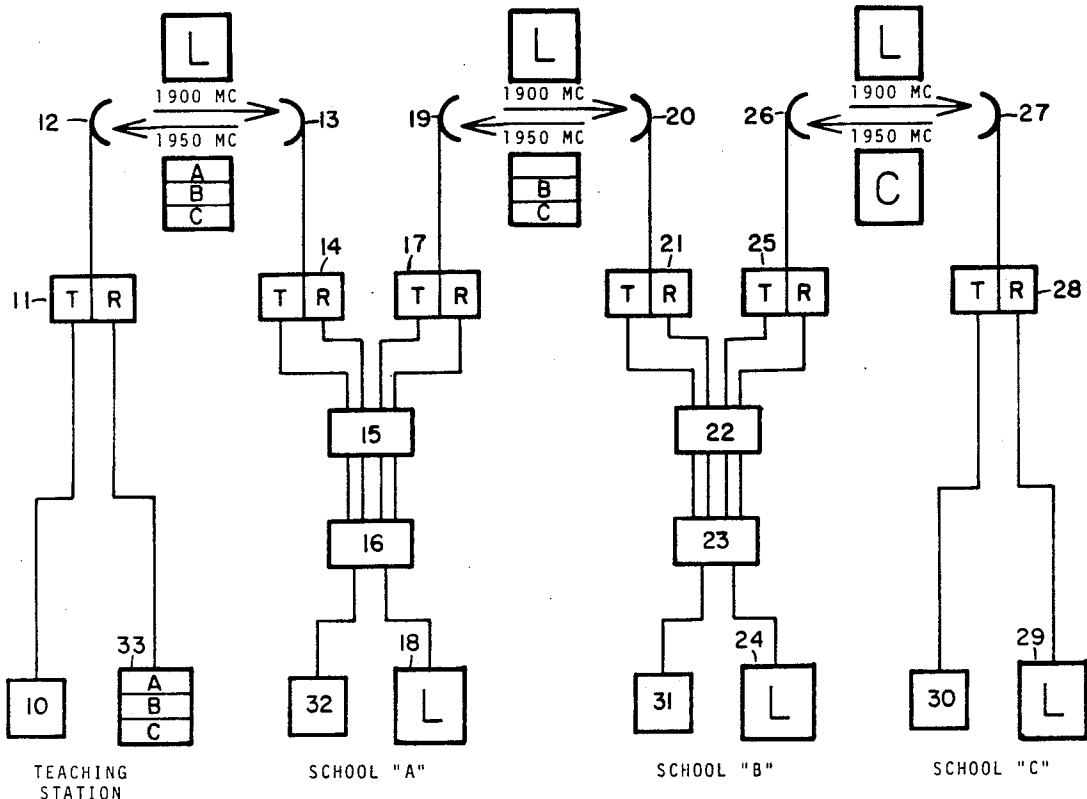 L
L
L
1900 MC
1900 MC
1900 MC
12
13
19
20
26
27
1950 MC
1950 MC
1950 MC
A
B
C
B
C
C
14
17
21
25
11
T R
T R
T R
T R
T R
T R
28
15
22
16
23
33
18
24
29
10
A
B
C
32
L
31
L
30
L
TEACHING
STATION
SCHOOL "A"
SCHOOL "B"
SCHOOL "C"